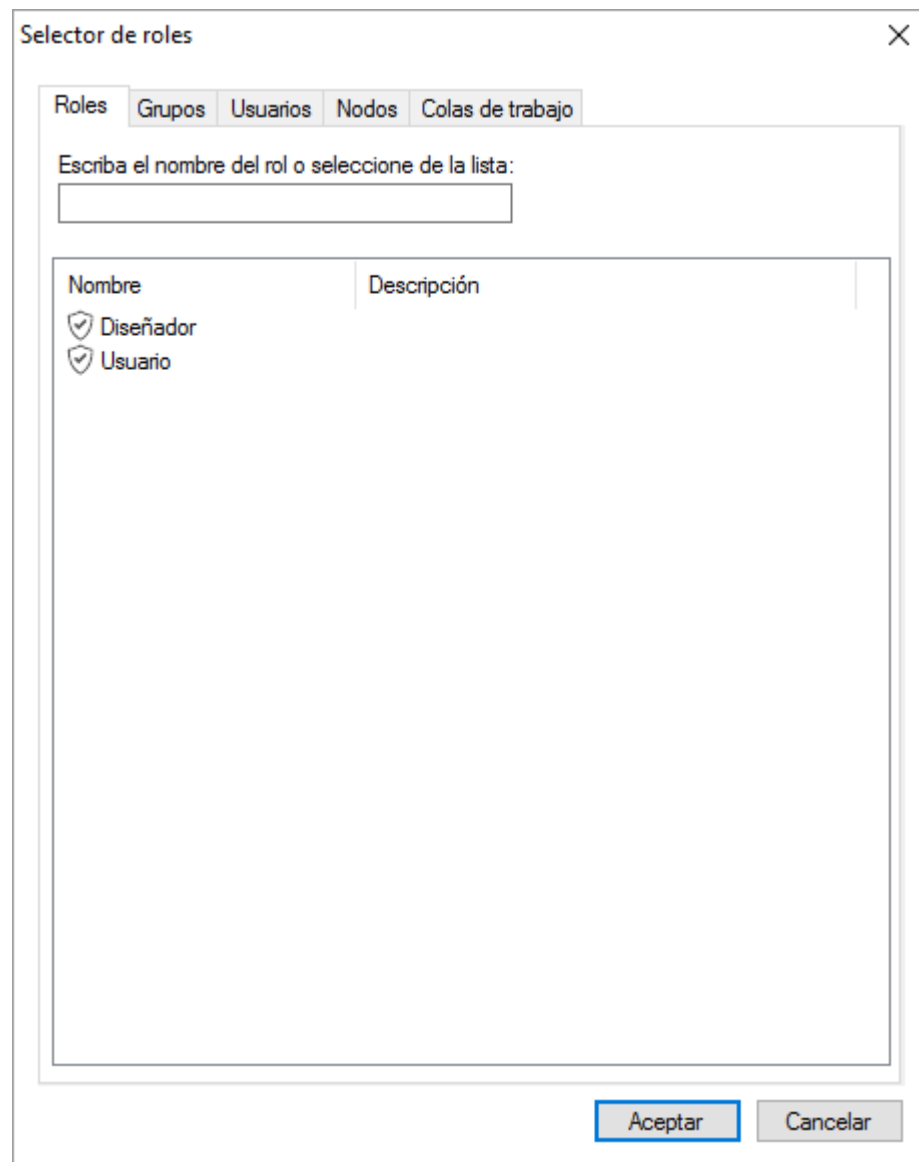 Selector de roles
Roles Grupos Usuarios Nodos Colas de trabajo
Escriba el nombre del rol o seleccione de la lista:
Nombre Descripción
Diseñador
Usuario
Aceptar Cancelar